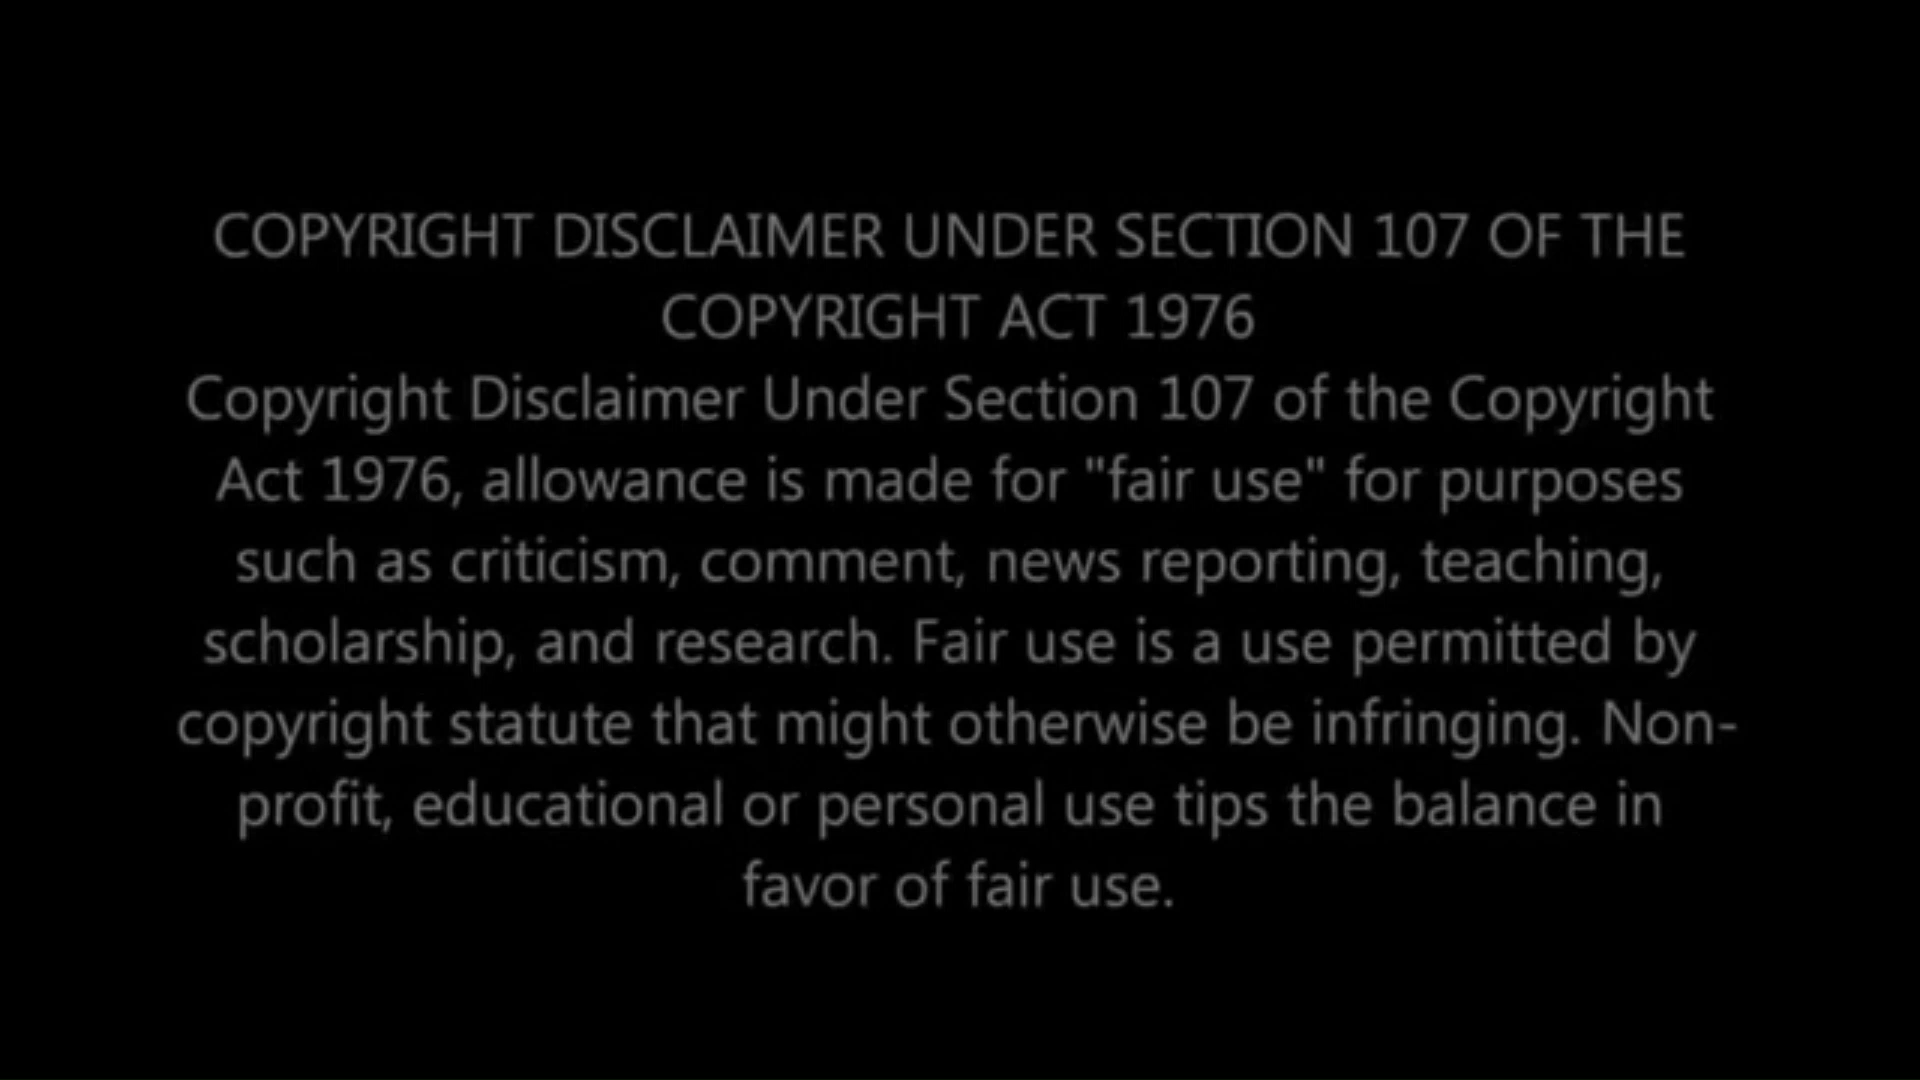 COPYRIGHT DISCLAIMER UNDER SECTION 107 OF THE
COPYRIGHT ACT 1976
Copyright Disclaimer Under Section 107 of the Copyright
Act 1976, allowance is made for "fair use" for purposes
such as criticism, comment, news reporting, teaching,
scholarship, and research. Fair use is a use permitted by
copyright statute that might otherwise be infringing. Non-
profit, educational or personal use tips the balance in
favor of fair use.